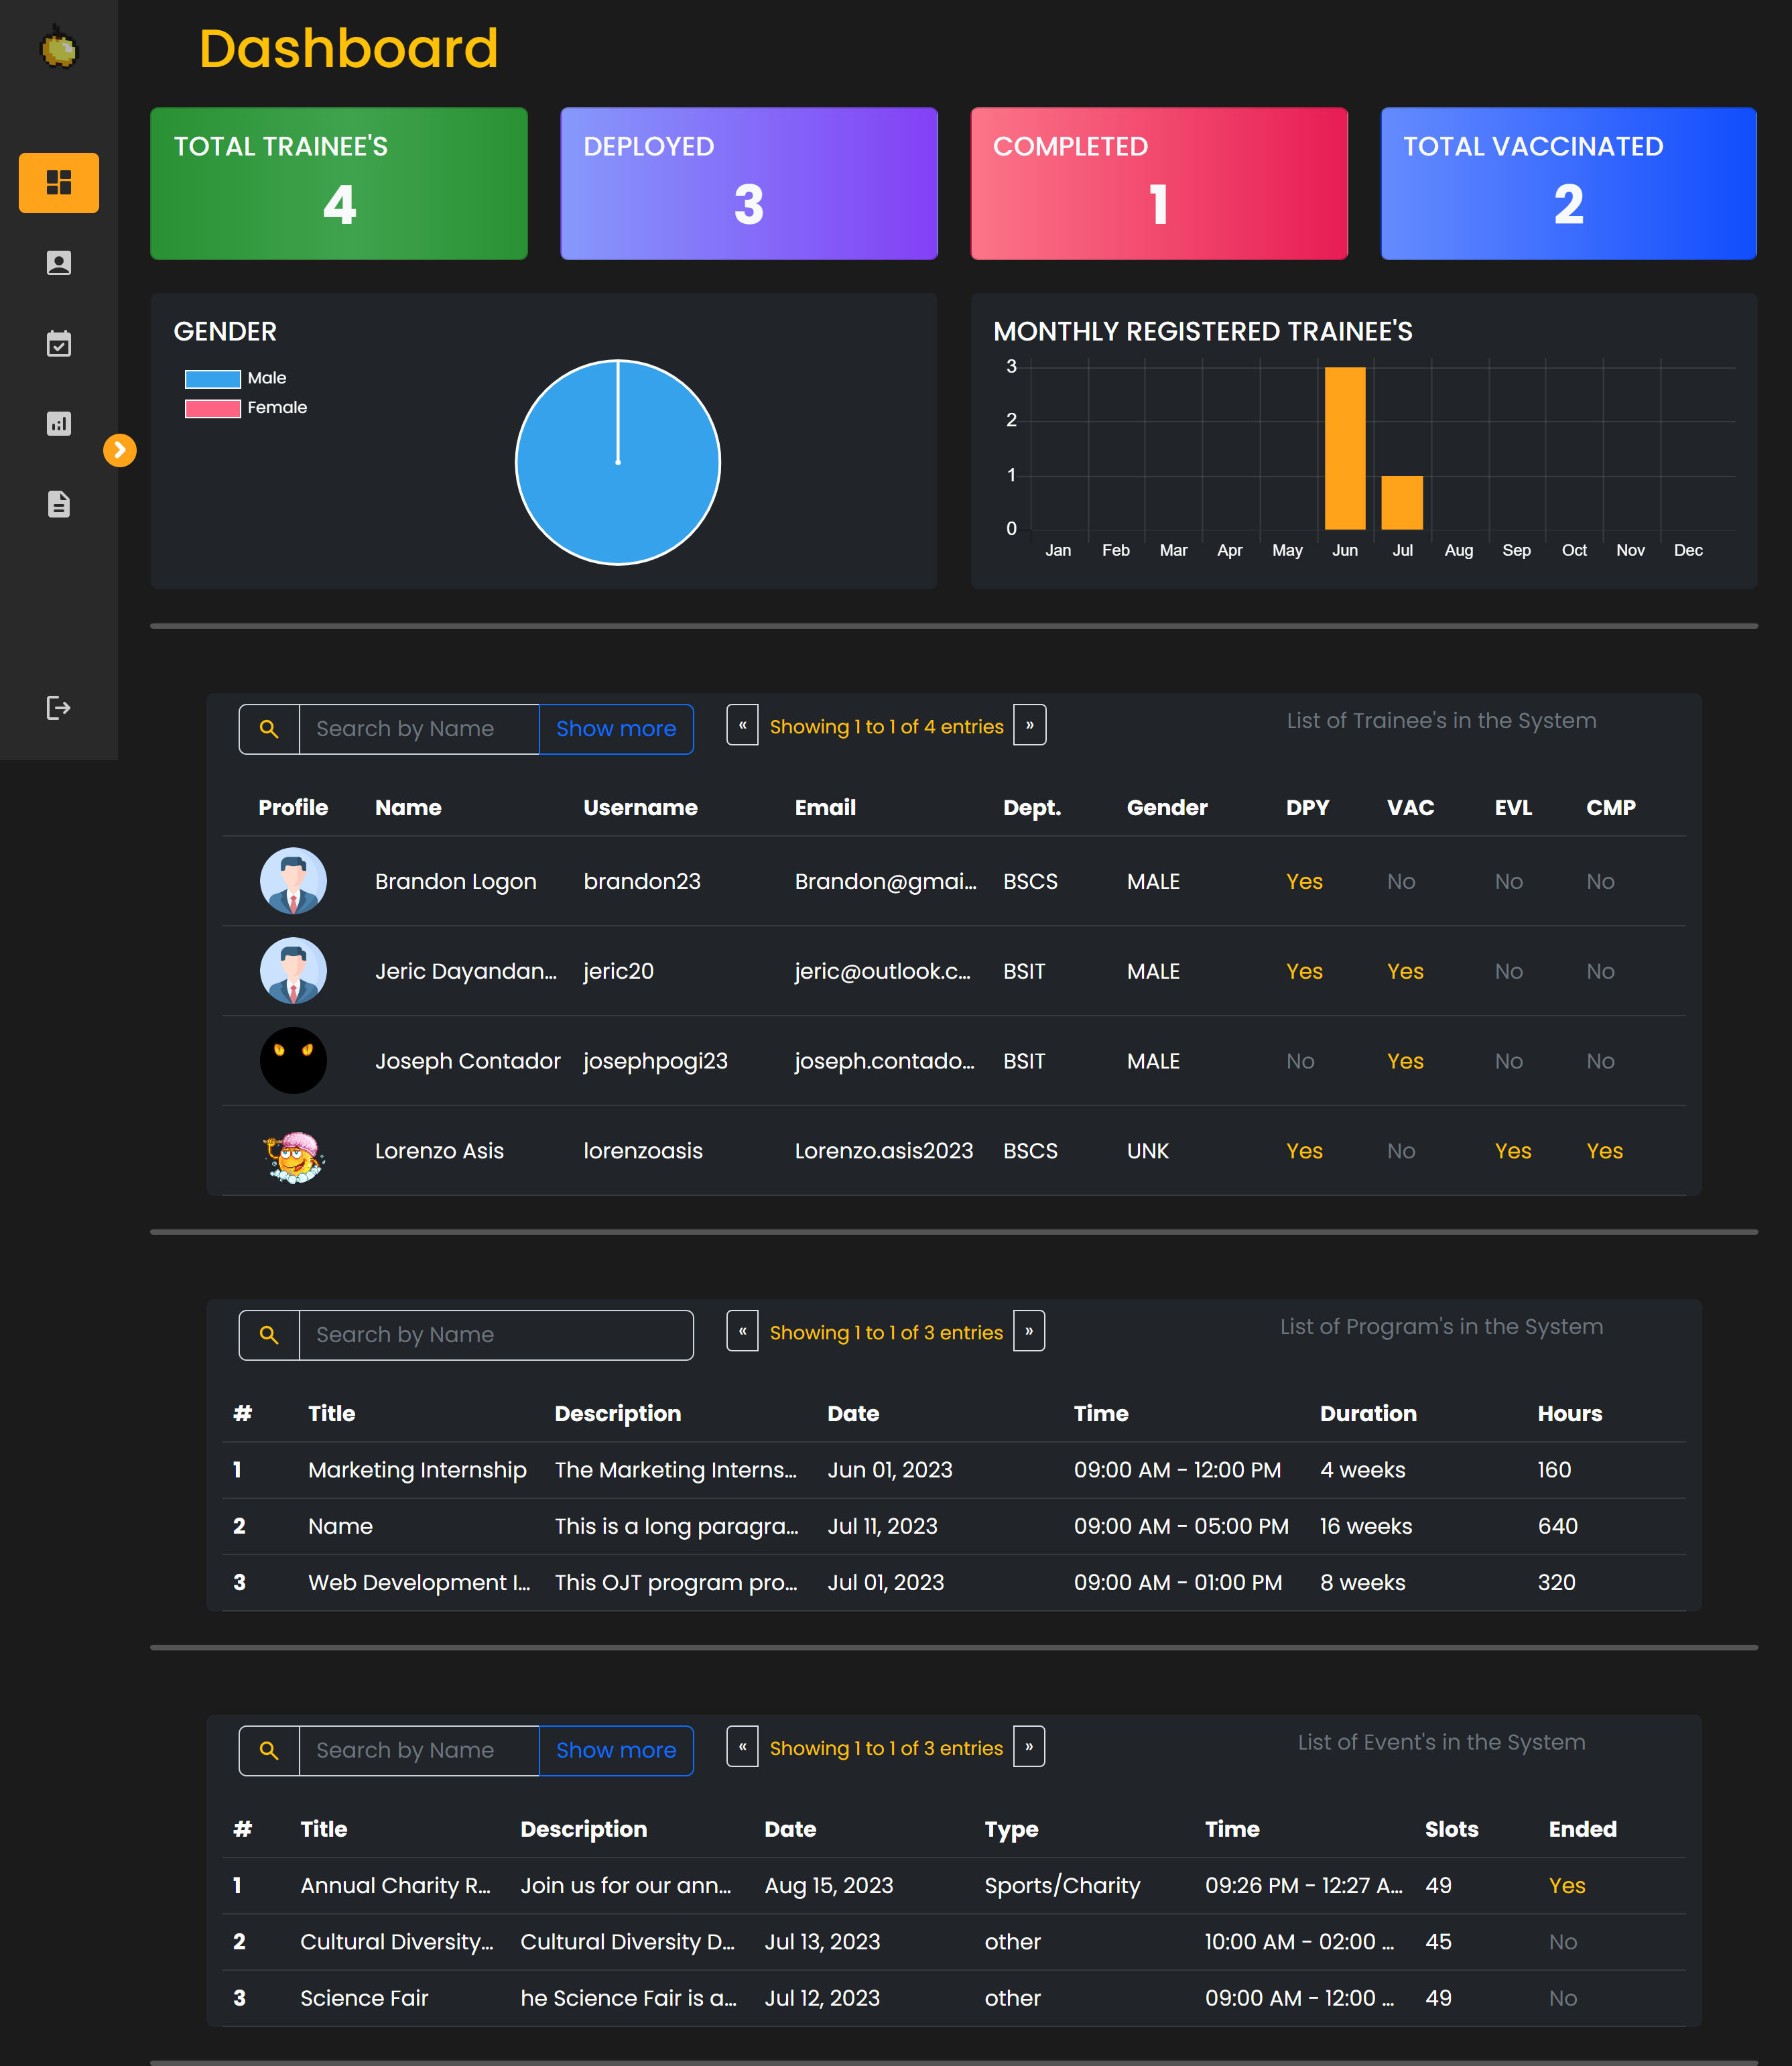 Dashboard
TOTAL TRAINEE'S
4
DEPLOYED
3
COMPLETED
1
TOTAL VACCINATED
2
GENDER
Male
Female
MONTHLY REGISTERED TRAINEE'S
3
2
1
0
Jan Feb Mar Apr May Jun Jul Aug Sep Oct Nov Dec
Search by Name Show more « Showing 1 to 1 of 4 entries » List of Trainee's in the System
Profile Name Username Email Dept. Gender DPY VAC EVL CMP
Brandon Logon brandon23 Brandon@gmai... BSCS MALE Yes No No No
Jeric Dayandan... jeric20 jeric@outlook.c... BSIT MALE Yes Yes No No
Joseph Contador josephpogi23 joseph.contado... BSIT MALE No Yes No No
Lorenzo Asis lorenzoasis Lorenzo.asis2023 BSCS UNK Yes No Yes Yes
Search by Name « Showing 1 to 1 of 3 entries » List of Program's in the System
# Title Description Date Time Duration Hours
1 Marketing Internship The Marketing Interns... Jun 01, 2023 09:00 AM - 12:00 PM 4 weeks 160
2 Name This is a long paragra... Jul 11, 2023 09:00 AM - 05:00 PM 16 weeks 640
3 Web Development I... This OJT program pro... Jul 01, 2023 09:00 AM - 01:00 PM 8 weeks 320
Search by Name Show more « Showing 1 to 1 of 3 entries » List of Event's in the System
# Title Description Date Type Time Slots Ended
1 Annual Charity R... Join us for our ann... Aug 15, 2023 Sports/Charity 09:26 PM - 12:27 A... 49 Yes
2 Cultural Diversity... Cultural Diversity D... Jul 13, 2023 other 10:00 AM - 02:00 ... 45 No
3 Science Fair he Science Fair is a... Jul 12, 2023 other 09:00 AM - 12:00 ... 49 No